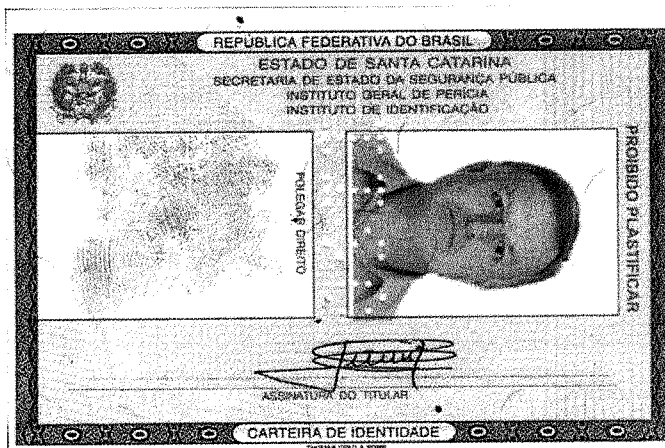 REPÚBLICA FEDERATIVA DO BRASIL
ESTADO DE SANTA CATARINA
SECRETARIA DE ESTADO DA SEGURANÇA PÚBLICA
INSTITUTO GERAL DE PERÍCIA
INSTITUTO DE IDENTIFICAÇÃO
POLEGAR DIREITO
PROIBIDO PLASTIFICAR
ASSINATURA DO TITULAR
CARTEIRA DE IDENTIDADE